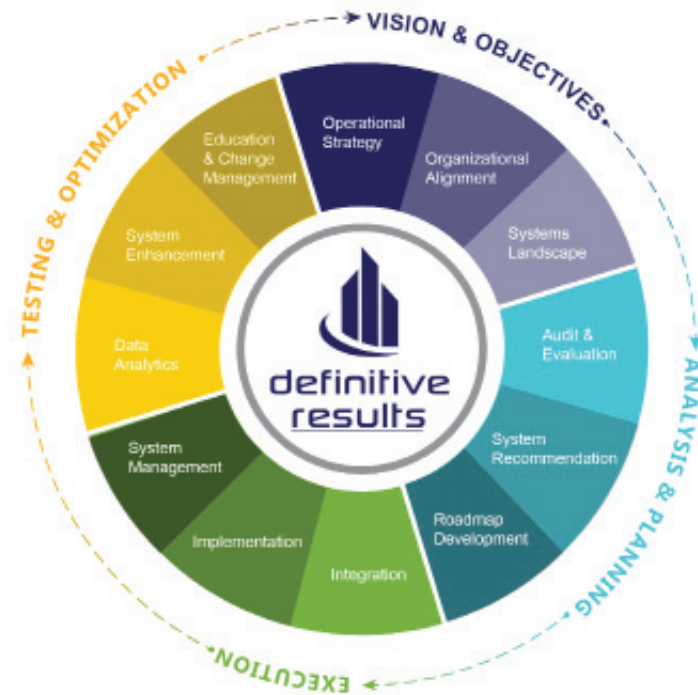 VISION & OBJECTIVES
Operational
Strategy
Organizational
Alignment
Systems
Landscape
ANALYSIS & PLANNING
Audit &
Evaluation
System
Recommendation
Roadmap
Development
EXECUTION
Integration
Implementation
System
Management
TESTING & OPTIMIZATION
Data
Analytics
System
Enhancement
Education
& Change
Management
definitive
results